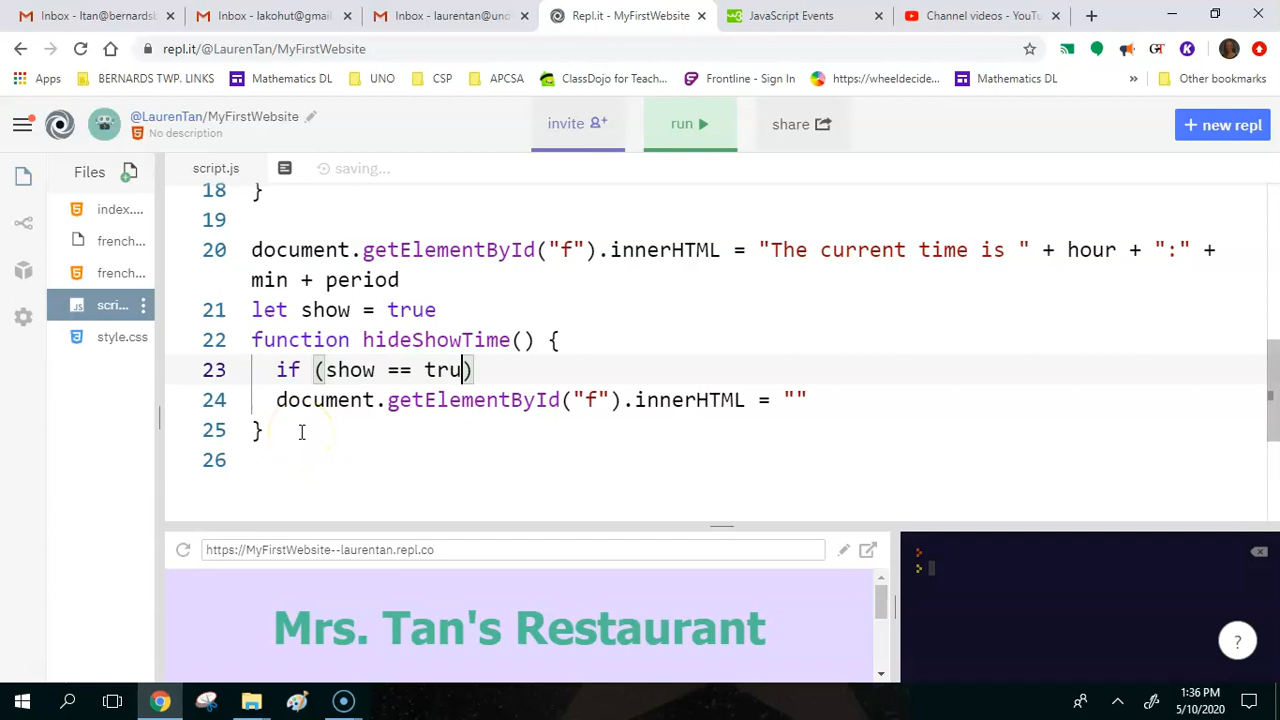 Inbox - ltan@bernardsb
Inbox - lakohut@gmail
Inbox - laurentan@uno
Repl.it - MyFirstWebsite
JavaScript Events
Channel videos - YouTu
repl.it/@LaurenTan/MyFirstWebsite
Apps
BERNARDS TWP. LINKS
Mathematics DL
UNO
CSP
APCSA
ClassDojo for Teach...
Frontline - Sign In
https://wheeldecide...
Mathematics DL
»
Other bookmarks
@LaurenTan/MyFirstWebsite
No description
invite
run
share
+ new repl
Files
script.js
saving...
index....
french...
french...
scri...
style.css
18 }
19
20 document.getElementById("f").innerHTML = "The current time is " + hour + ":" +
min + period
21 let show = true
22 function hideShowTime() {
23 if (show == tru)
24 document.getElementById("f").innerHTML = ""
25 }
26
https://MyFirstWebsite--laurentan.repl.co
Mrs. Tan's Restaurant
?
1:36 PM
5/10/2020